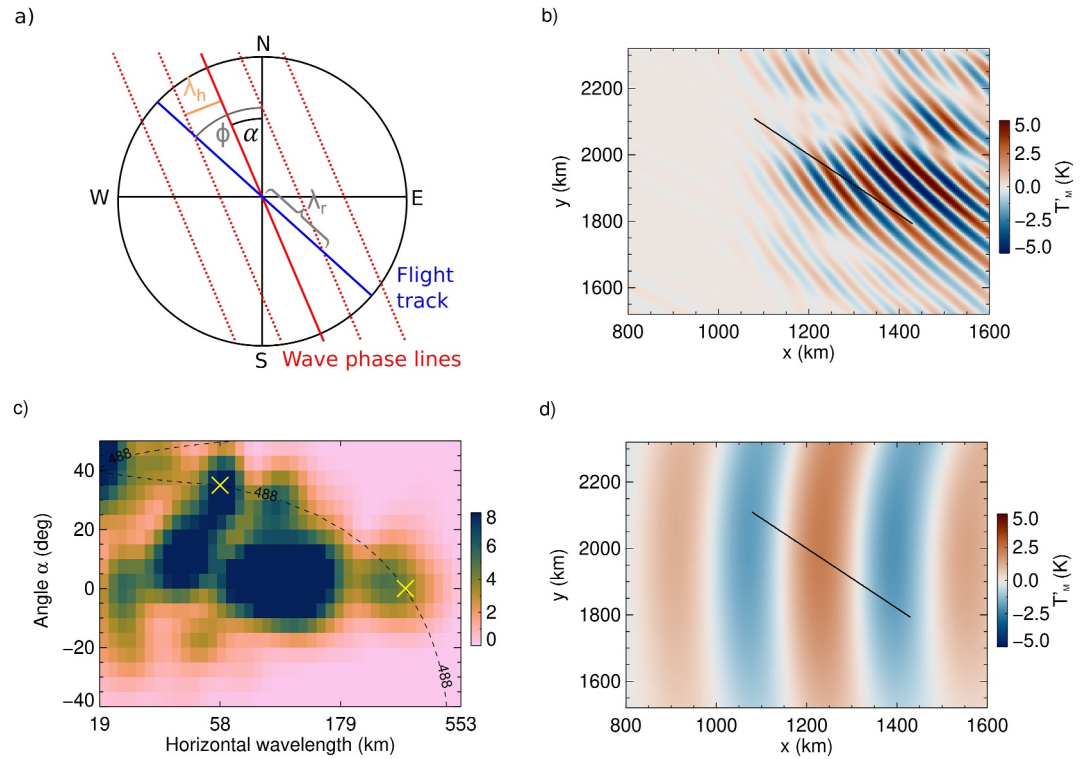 a)
N
λh
ϕ
α
W
E
λr
Flight
track
S
Wave phase lines
b)
2200
2000
1800
1600
y (km)
800
1000
1200
1400
1600
x (km)
5.0
2.5
0.0
−2.5
−5.0
T'M (K)
c)
40
20
0
−20
−40
Angle α (deg)
488
488
488
19
58
179
553
Horizontal wavelength (km)
8
6
4
2
0
d)
2200
2000
1800
1600
y (km)
800
1000
1200
1400
1600
x (km)
5.0
2.5
0.0
−2.5
−5.0
T'M (K)